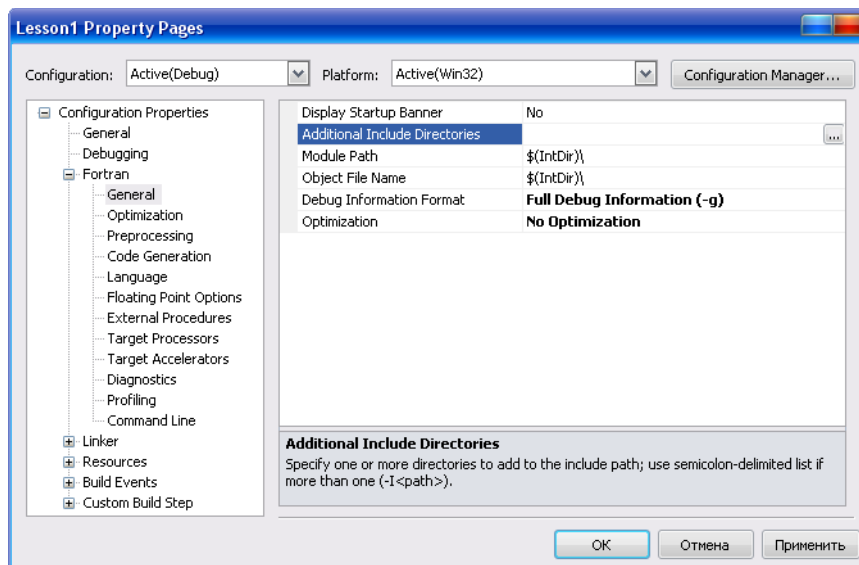 Lesson1 Property Pages
Configuration: Active(Debug) Platform: Active(Win32) Configuration Manager...
Configuration Properties
General
Debugging
Fortran
General
Optimization
Preprocessing
Code Generation
Language
Floating Point Options
External Procedures
Target Processors
Target Accelerators
Diagnostics
Profiling
Command Line
Linker
Resources
Build Events
Custom Build Step
Display Startup Banner No
Additional Include Directories ...
Module Path $(IntDir)\
Object File Name $(IntDir)\
Debug Information Format Full Debug Information (-g)
Optimization No Optimization
Additional Include Directories
Specify one or more directories to add to the include path; use semicolon-delimited list if
more than one (-I<path>).
OK Отмена Применить